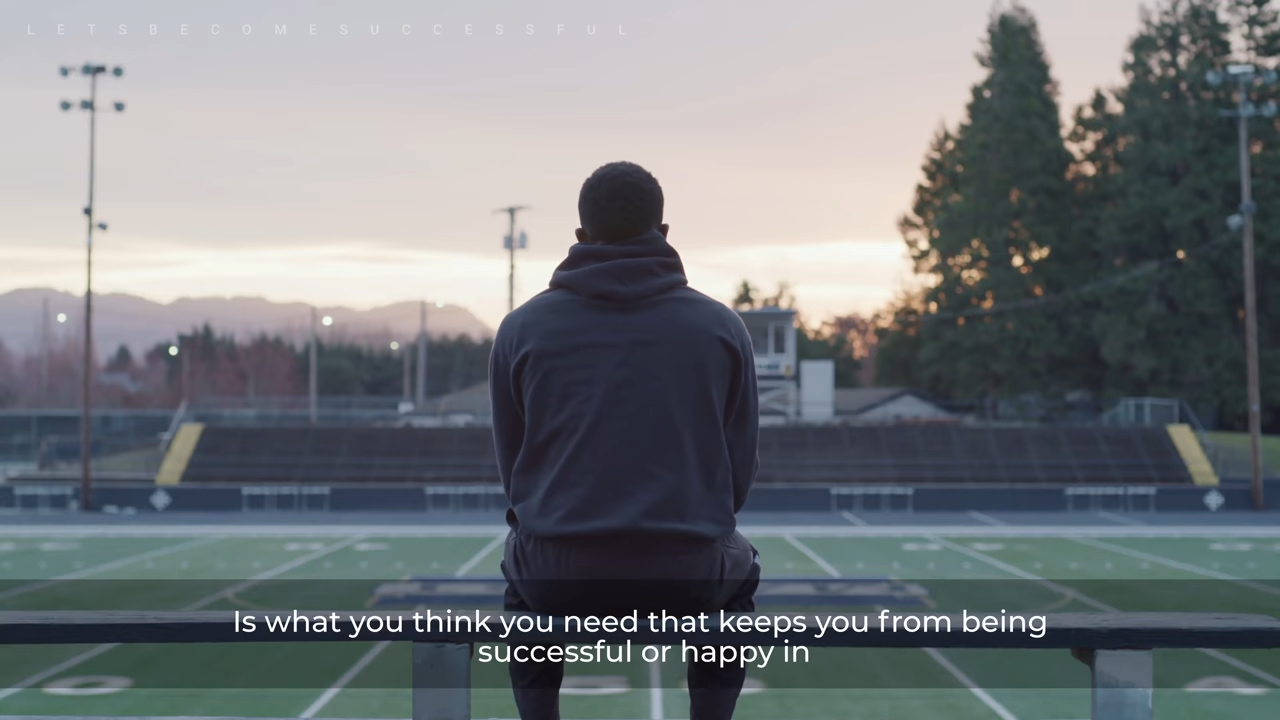 LETSBECOMESUCCESSFUL
Is what you think you need that keeps you from being
successful or happy in